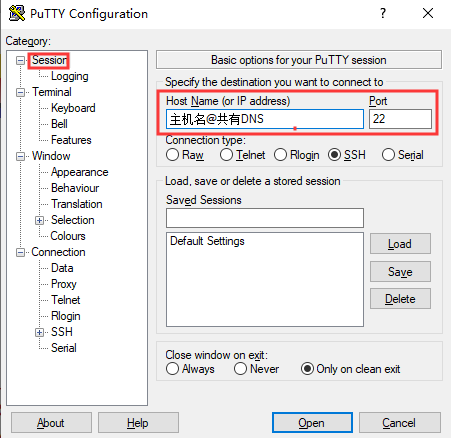 PuTTY Configuration
Category:
Session
Logging
Terminal
Keyboard
Bell
Features
Window
Appearance
Behaviour
Translation
Selection
Colours
Connection
Data
Proxy
Telnet
Rlogin
SSH
Serial
Basic options for your PuTTY session
Specify the destination you want to connect to
Host Name (or IP address) Port
主机名@共有DNS 22
Connection type:
Raw Telnet Rlogin SSH Serial
Load, save or delete a stored session
Saved Sessions
Default Settings
Load
Save
Delete
Close window on exit:
Always Never Only on clean exit
About Help Open Cancel